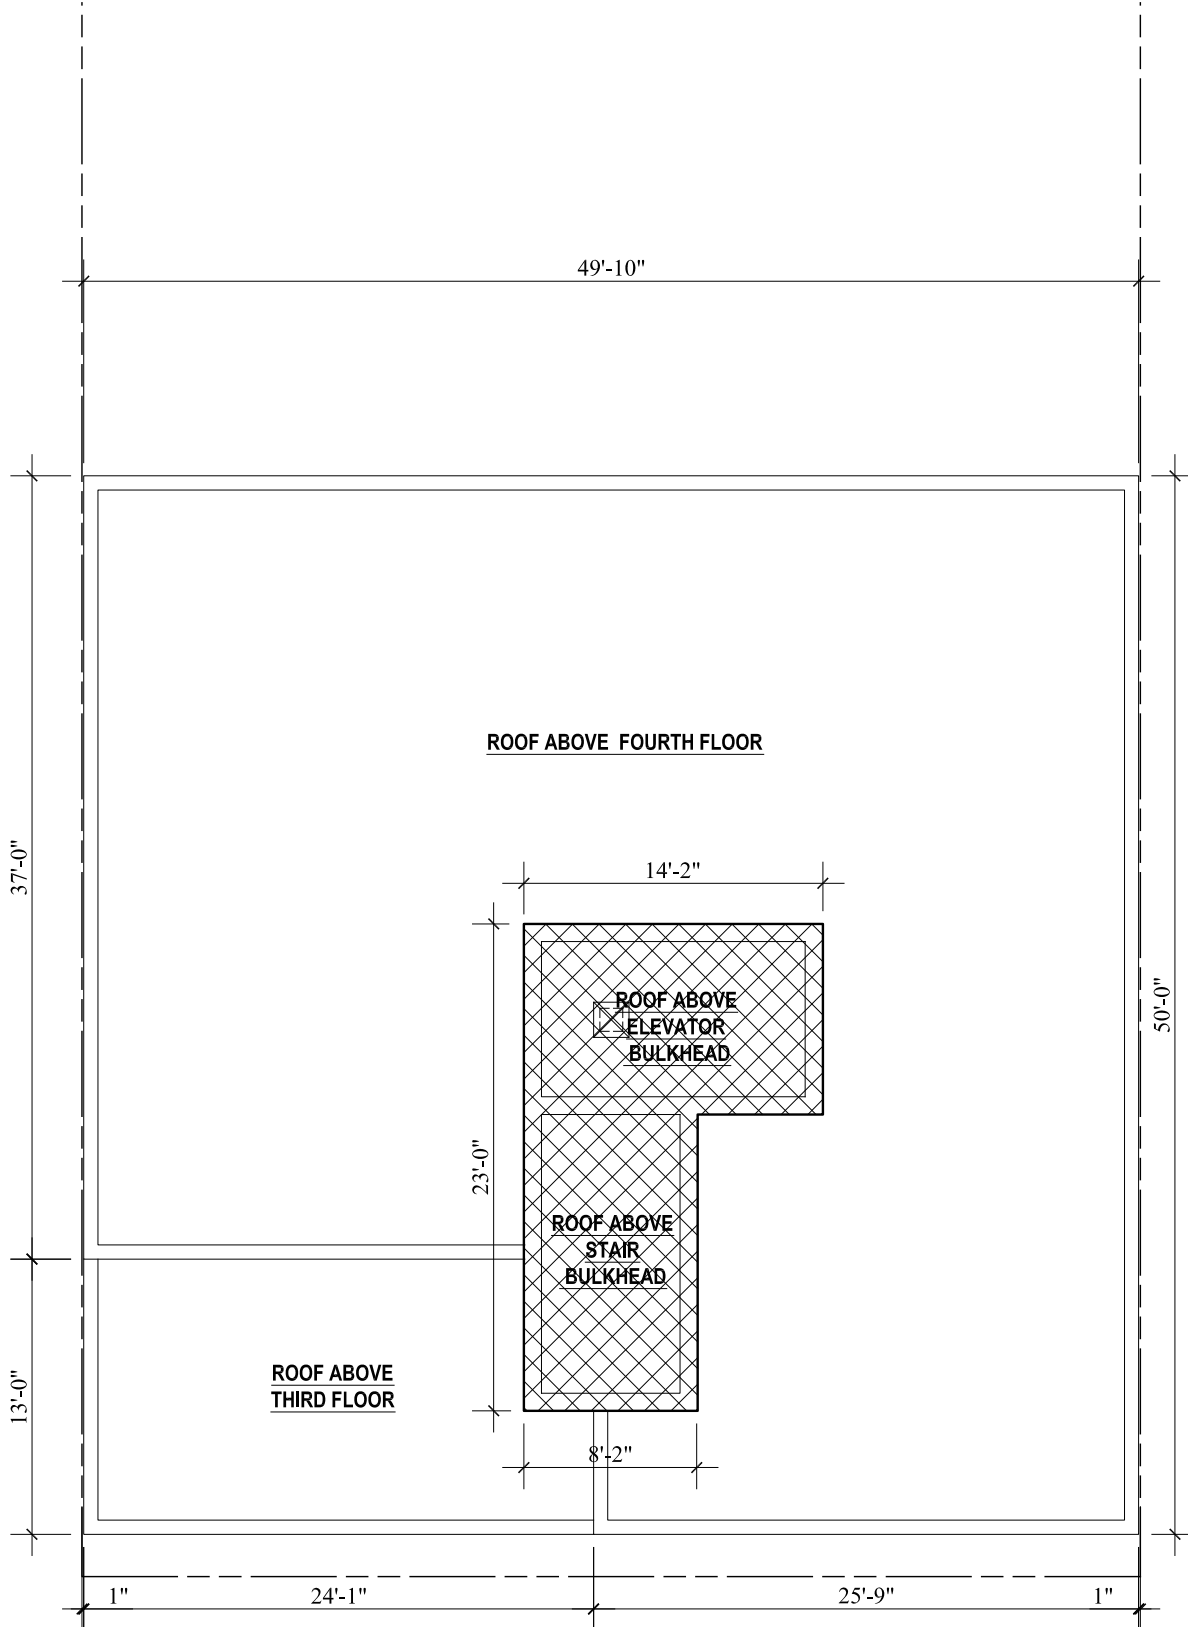 49'-10"
ROOF ABOVE FOURTH FLOOR
37'-0"
14'-2"
50'-0"
ROOF ABOVE
ELEVATOR
BULKHEAD
23'-0"
ROOF ABOVE
STAIR
BULKHEAD
ROOF ABOVE
THIRD FLOOR
13'-0"
8'-2"
1"
24'-1"
25'-9"
1"